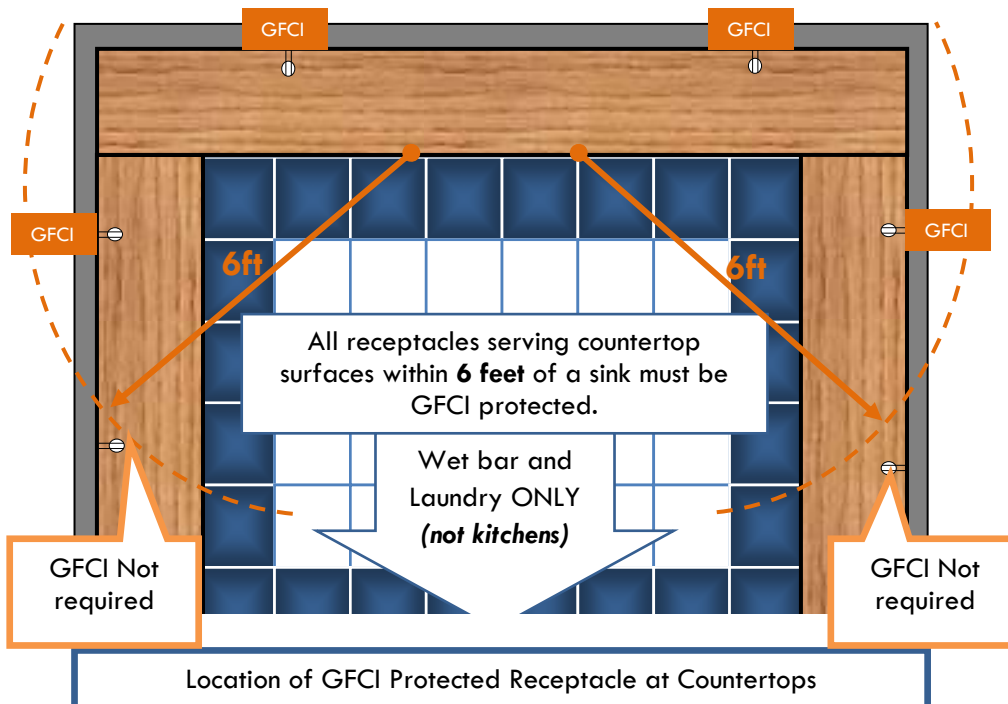 GFCI
GFCI
GFCI
GFCI
6ft
6ft
All receptacles serving countertop
surfaces within 6 feet of a sink must be
GFCI protected.
Wet bar and
Laundry ONLY
(not kitchens)
GFCI Not
required
GFCI Not
required
Location of GFCI Protected Receptacle at Countertops